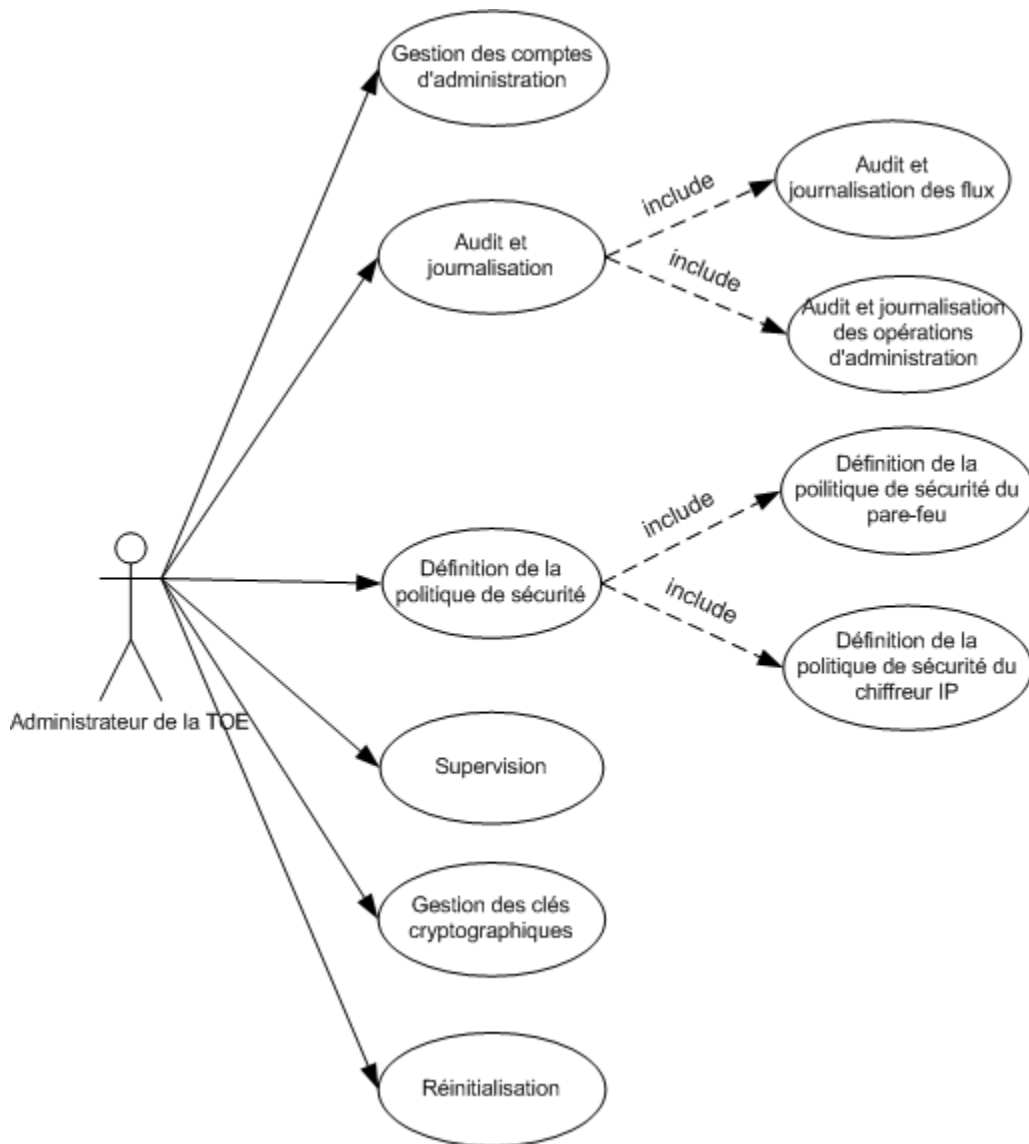 Gestion des comptes
d'administration
Audit et
journalisation des flux
include
Audit et
journalisation
include
Audit et journalisation
des opérations
d'administration
Définition de la
poilitique de sécurité du
pare-feu
include
Définition de la
politique de sécurité
include
Définition de la
politique de sécurité du
chiffreur IP
Administrateur de la TOE
Supervision
Gestion des clés
cryptographiques
Réinitialisation